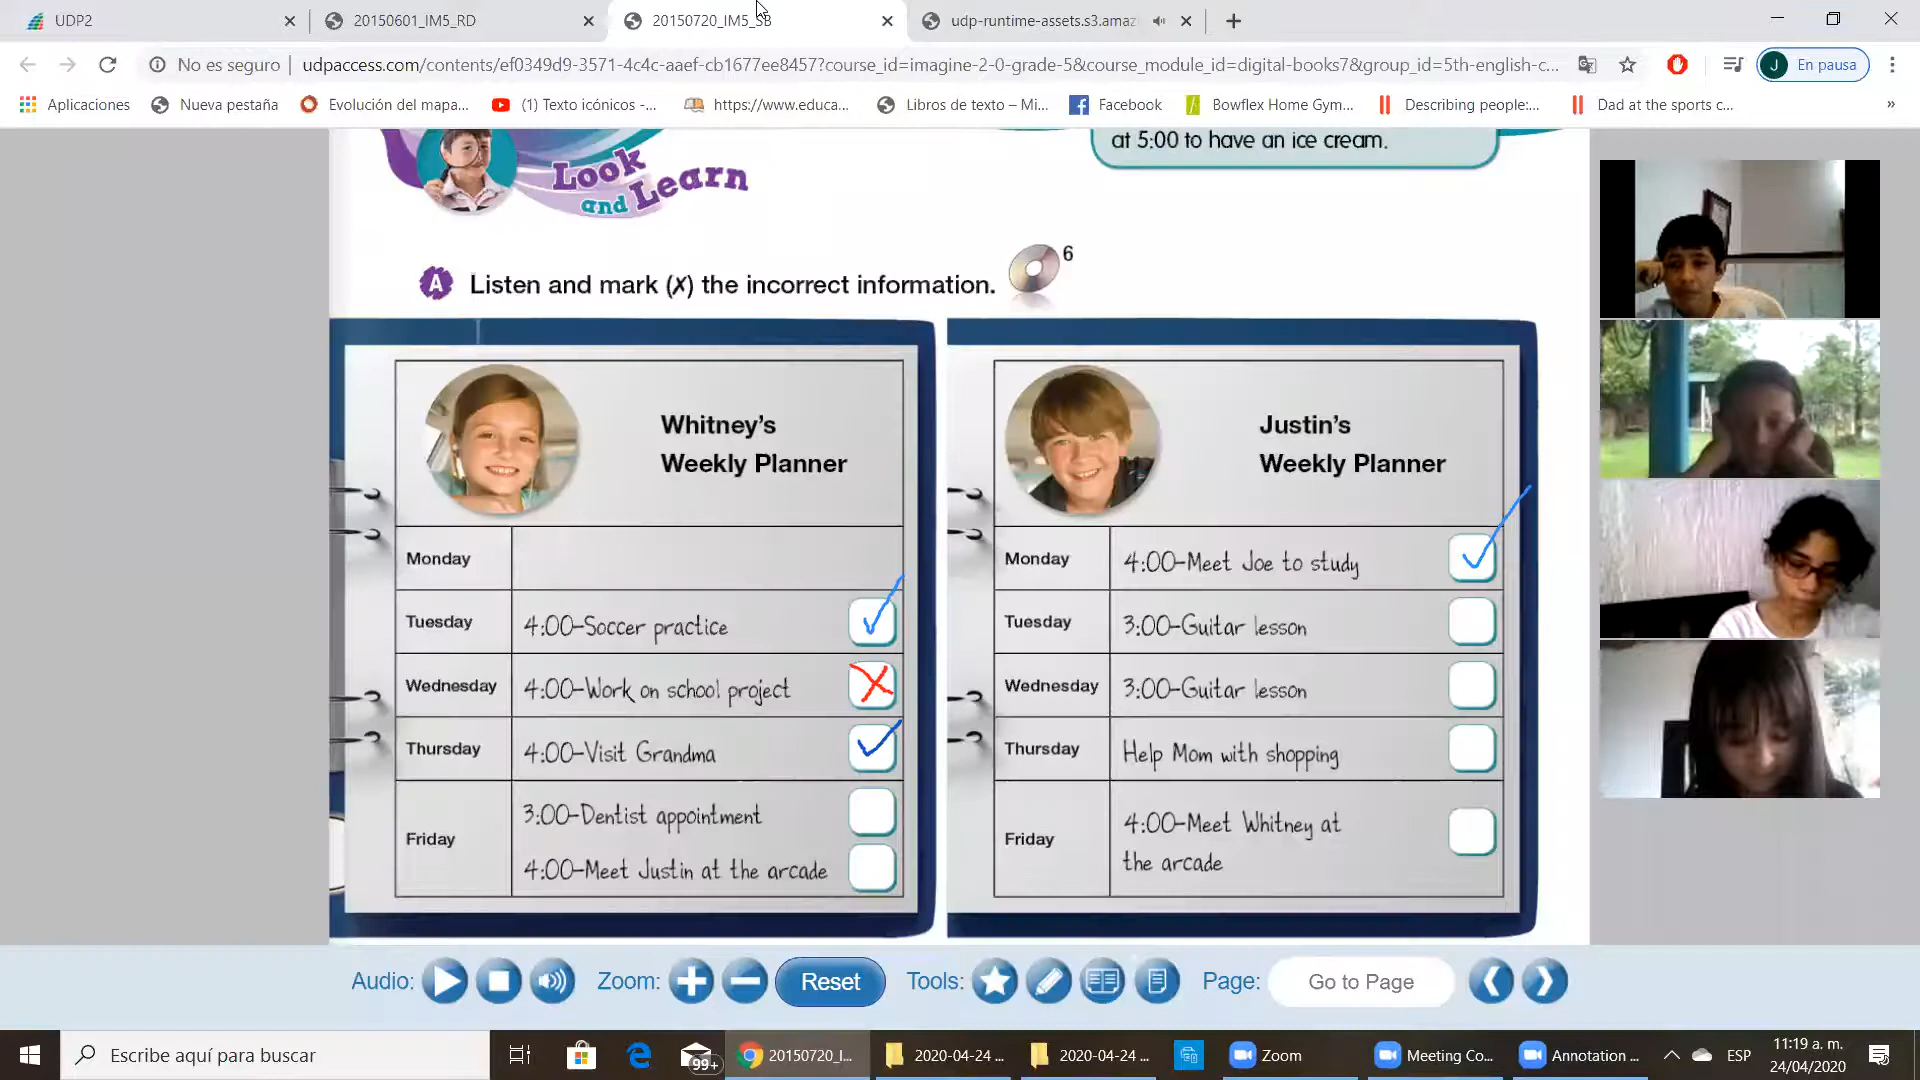 UDP2
20150601_IM5_RD
20150720_IM5_SB
udp-runtime-assets.s3.amaz
No es seguro
udpaccess.com/contents/ef0349d9-3571-4c4c-aaef-cb1677ee8457?course_id=imagine-2-0-grade-5&course_module_id=digital-books7&group_id=5th-english-c...
J En pausa
Aplicaciones
Nueva pestaña
Evolución del mapa...
(1) Texto icónicos -...
https://www.educa...
Libros de texto – Mi...
Facebook
Bowflex Home Gym...
Describing people:...
Dad at the sports c...
»
at 5:00 to have an ice cream.
Look
and Learn
A Listen and mark (✗) the incorrect information.
6
Whitney's
Weekly Planner
Monday
Tuesday 4:00-Soccer practice
Wednesday 4:00-Work on school project
Thursday 4:00-Visit Grandma
Friday
3:00-Dentist appointment
4:00-Meet Justin at the arcade
Justin's
Weekly Planner
Monday 4:00-Meet Joe to study
Tuesday 3:00-Guitar lesson
Wednesday 3:00-Guitar lesson
Thursday Help Mom with shopping
Friday
4:00-Meet Whitney at
the arcade
Audio: Zoom: Reset Tools: Page: Go to Page
Escribe aquí para buscar
99+
20150720_I...
2020-04-24 ...
2020-04-24 ...
Zoom
Meeting Co...
Annotation ...
ESP
11:19 a. m.
24/04/2020